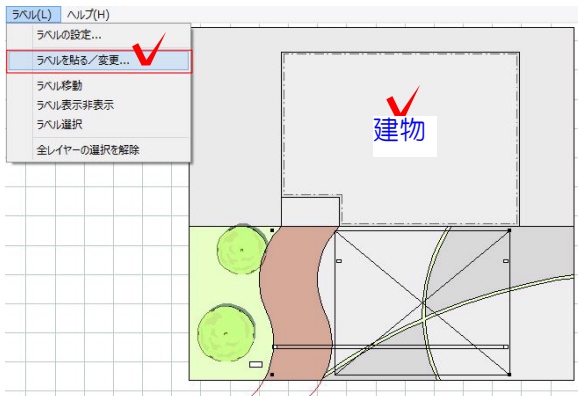 ラベル(L) ヘルプ(H)
ラベルの設定...
ラベルを貼る/変更...
ラベル移動
ラベル表示非表示
ラベル選択
全レイヤーの選択を解除
建物